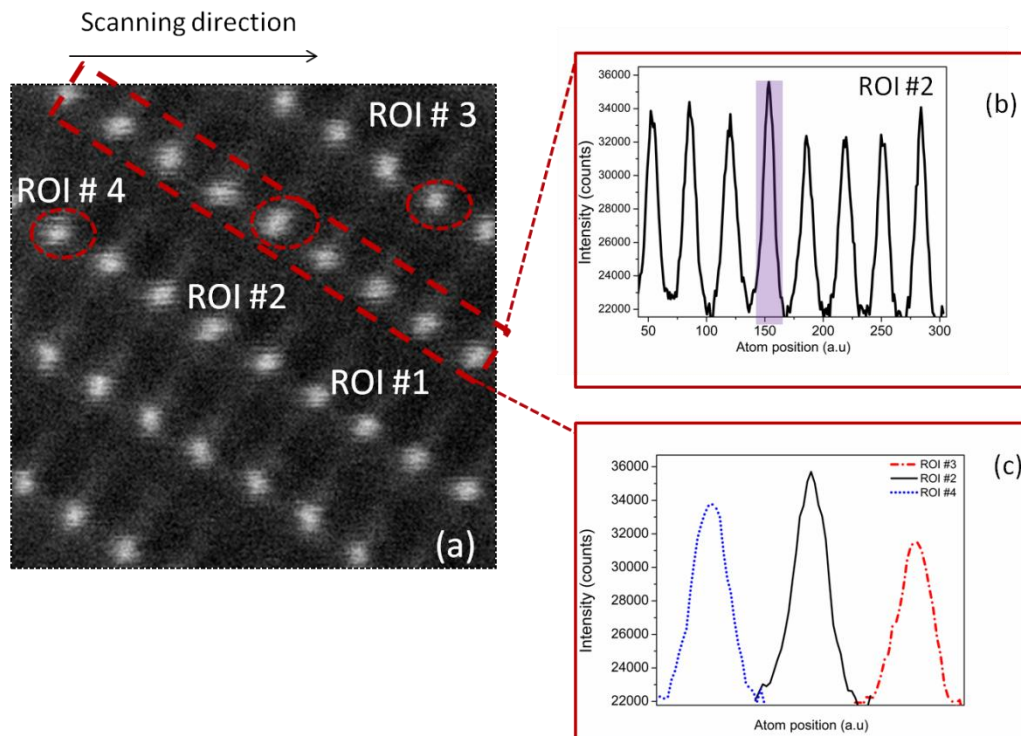 Scanning direction
ROI # 3
ROI # 4
ROI #2
ROI #1
(a)
ROI #2
(b)
36000
34000
32000
30000
28000
26000
24000
22000
Intensity (counts)
50
100
150
200
250
300
Atom position (a.u)
(c)
36000
34000
32000
30000
28000
26000
24000
22000
Intensity (counts)
ROI #3
ROI #2
ROI #4
Atom position (a.u)